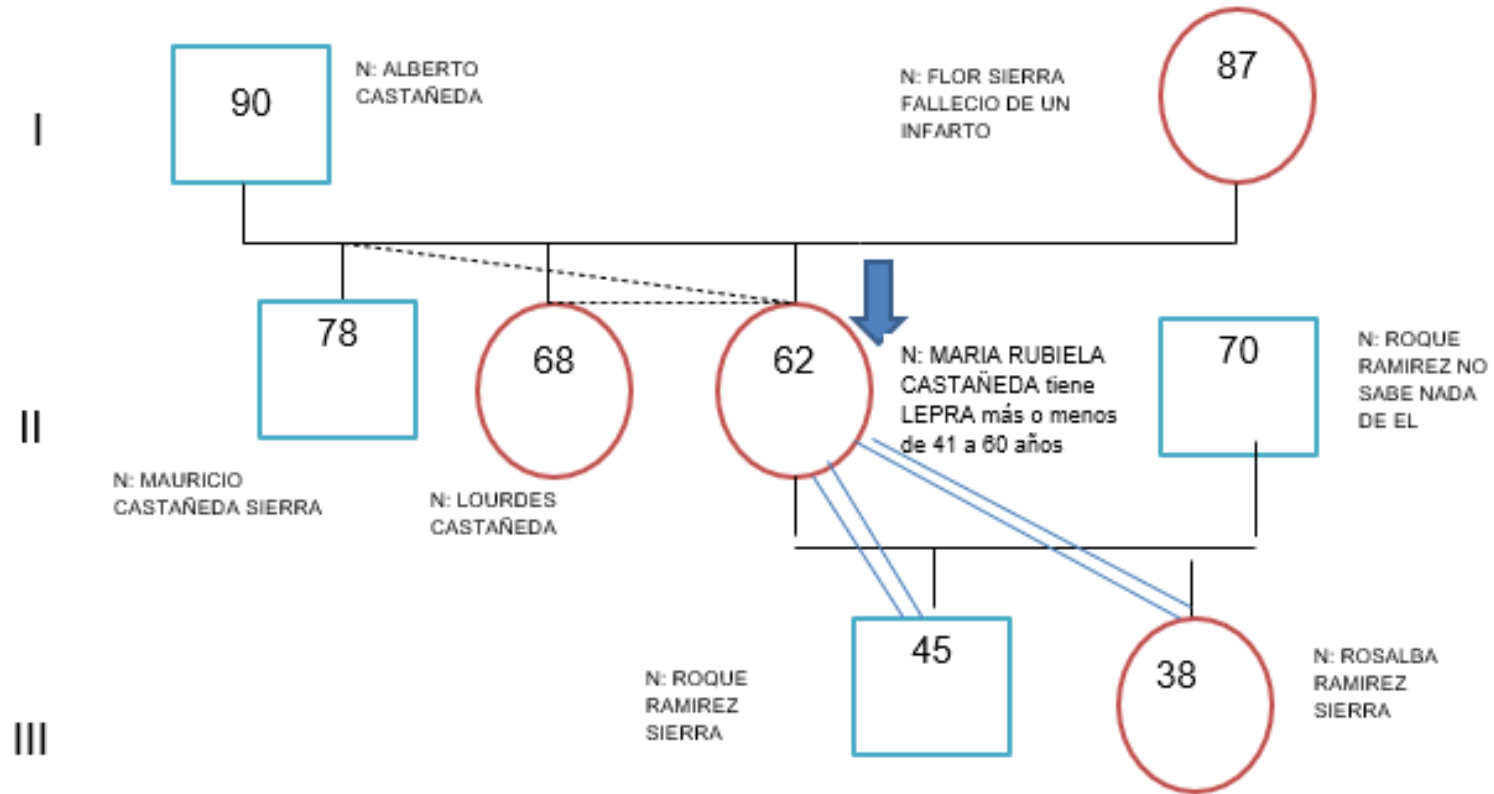 I
90
N: ALBERTO
CASTAÑEDA
N: FLOR SIERRA
FALLECIO DE UN
INFARTO
87
II
78
N: MAURICIO
CASTAÑEDA SIERRA
68
N: LOURDES
CASTAÑEDA
62
N: MARIA RUBIELA
CASTAÑEDA tiene
LEPRA más o menos
de 41 a 60 años
70
N: ROQUE
RAMIREZ NO
SABE NADA
DE EL
III
N: ROQUE
RAMIREZ
SIERRA
45
38
N: ROSALBA
RAMIREZ
SIERRA